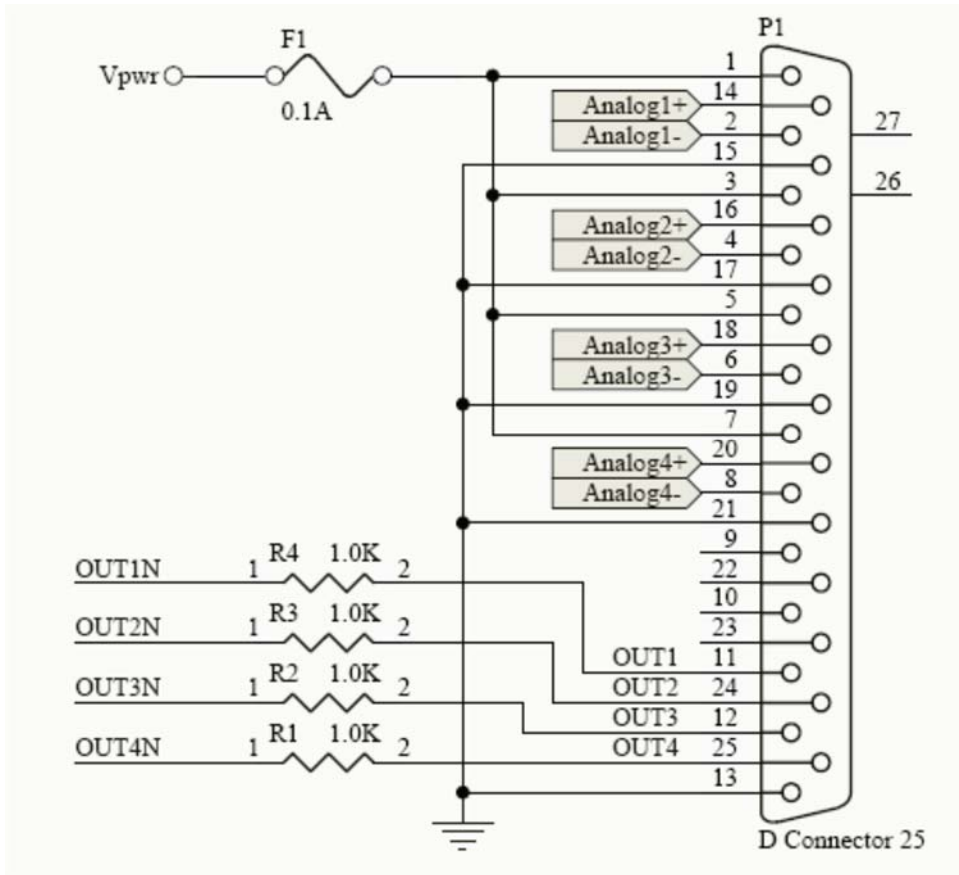 P1
F1
1
Vpwr
14
0.1A
Analog1+
2
27
Analog1-
15
3
26
16
Analog2+
4
Analog2-
17
5
18
Analog3+
6
Analog3-
19
7
20
Analog4+
8
Analog4-
21
9
R4 1.0K
OUT1N 1 2
22
10
R3 1.0K
OUT2N 1 2
23
OUT1 11
R2 1.0K
OUT3N 1 2
OUT2 24
OUT3 12
R1 1.0K
OUT4N 1 2
OUT4 25
13
D Connector 25